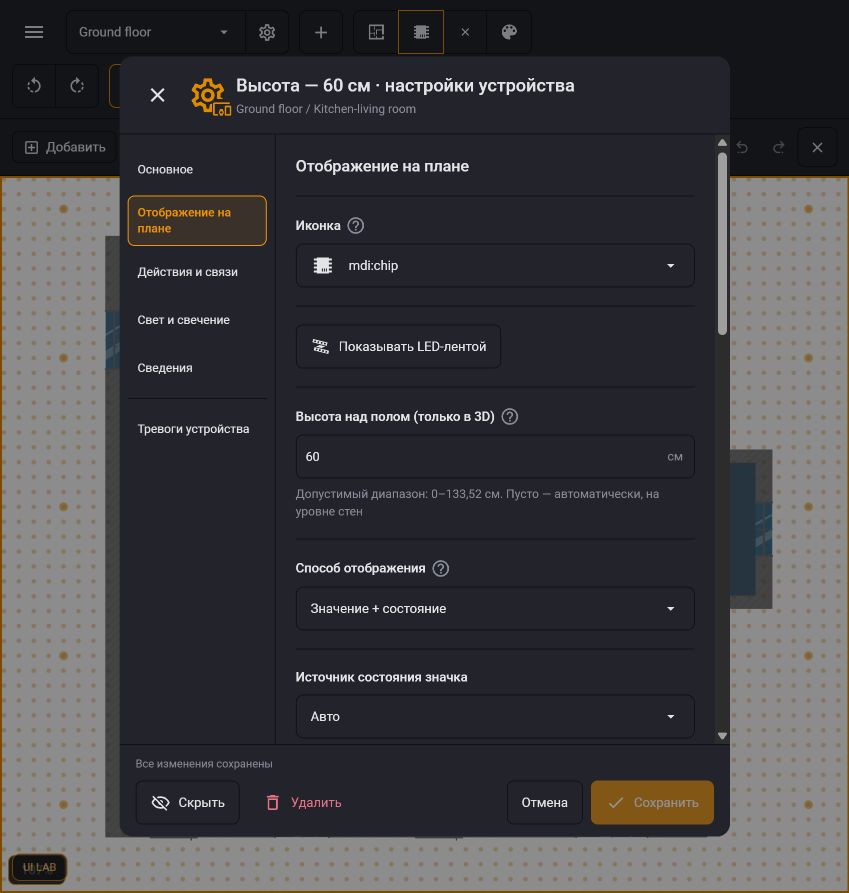 Ground floor
Высота — 60 см · настройки устройства
Ground floor / Kitchen-living room
Добавить
Основное
Отображение на
плане
Действия и связи
Свет и свечение
Сведения
Тревоги устройства
Отображение на плане
Иконка
mdi:chip
Показывать LED-лентой
Высота над полом (только в 3D)
60
см
Допустимый диапазон: 0–133,52 см. Пусто — автоматически, на
уровне стен
Способ отображения
Значение + состояние
Источник состояния значка
Авто
Все изменения сохранены
Скрыть
Удалить
Отмена
Сохранить
UI LAB